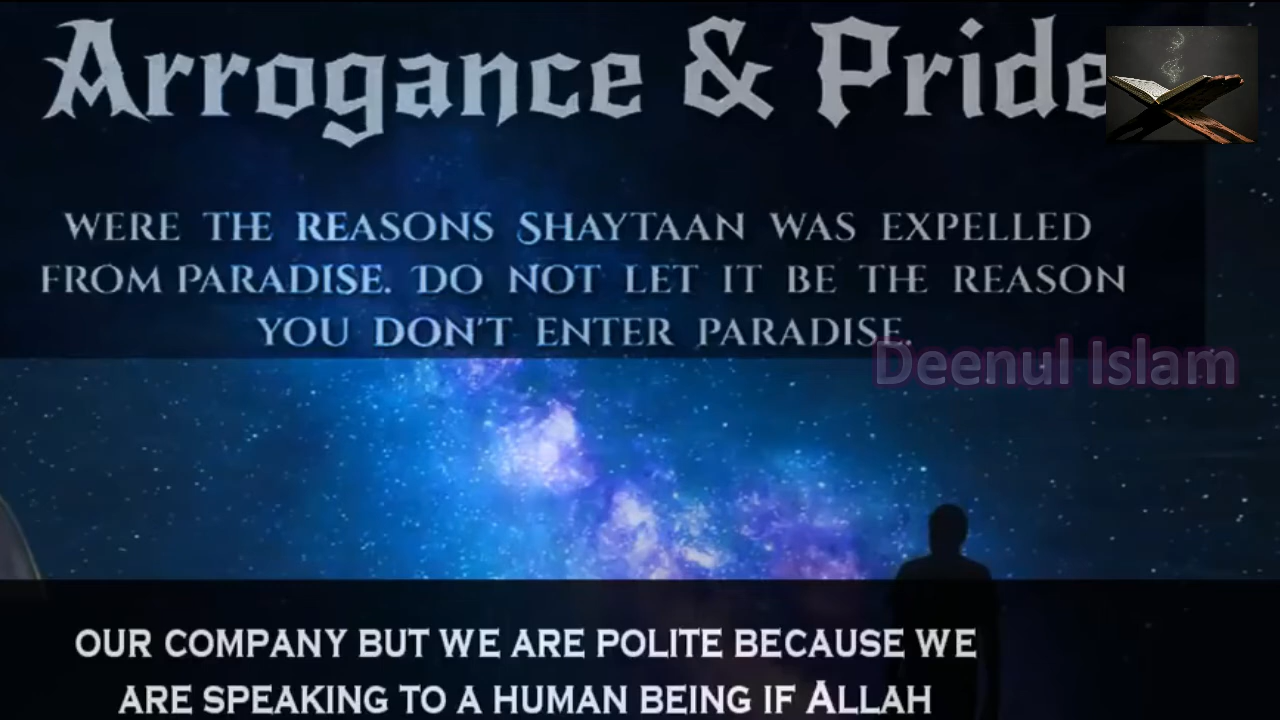 Arrogance & Pride
WERE THE REASONS SHAYTAAN WAS EXPELLED
FROM PARADISE. DO NOT LET IT BE THE REASON
YOU DON'T ENTER PARADISE.
Deenul Islam
OUR COMPANY BUT WE ARE POLITE BECAUSE WE
ARE SPEAKING TO A HUMAN BEING IF ALLAH